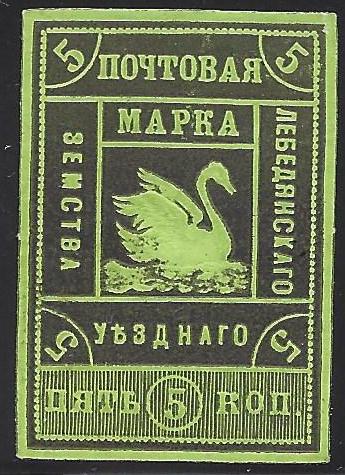 5 5
ПОЧТОВАЯ
МАРКА
ЛЕБЕДЯНСКАГО
УѢЗДНАГО
ЗЕМСТВА
5 5
ПЯТЬ 5 КОП.